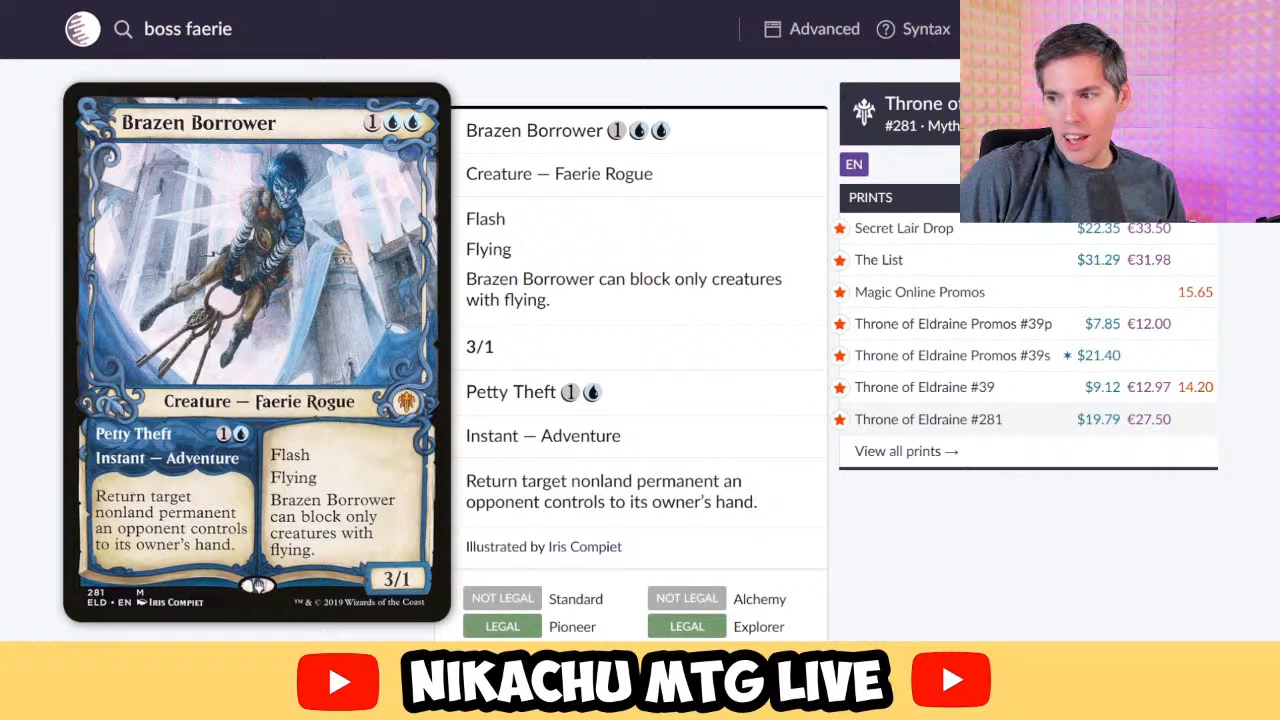 boss faerie
Advanced
Syntax
Brazen Borrower 1
Creature — Faerie Rogue
Petty Theft 1
Instant — Adventure
Return target
nonland permanent
an opponent controls
to its owner's hand.
Flash
Flying
Brazen Borrower
can block only
creatures with
flying.
3/1
281 M
ELD • EN IRIS COMPIET
™ & © 2019 Wizards of the Coast
Brazen Borrower 1
Creature — Faerie Rogue
Flash
Flying
Brazen Borrower can block only creatures
with flying.
3/1
Petty Theft 1
Instant — Adventure
Return target nonland permanent an
opponent controls to its owner's hand.
Illustrated by Iris Compiet
NOT LEGAL Standard NOT LEGAL Alchemy
LEGAL Pioneer LEGAL Explorer
Throne
#281 •
EN
PRINTS
Secret Lair Drop $22.35 €33.50
The List $31.29 €31.98
Magic Online Promos 15.65
Throne of Eldraine Promos #39p $7.85 €12.00
Throne of Eldraine Promos #39s ✶ $21.40
Throne of Eldraine #39 $9.12 €12.97 14.20
Throne of Eldraine #281 $19.79 €27.50
View all prints →
NIKACHU MTG LIVE